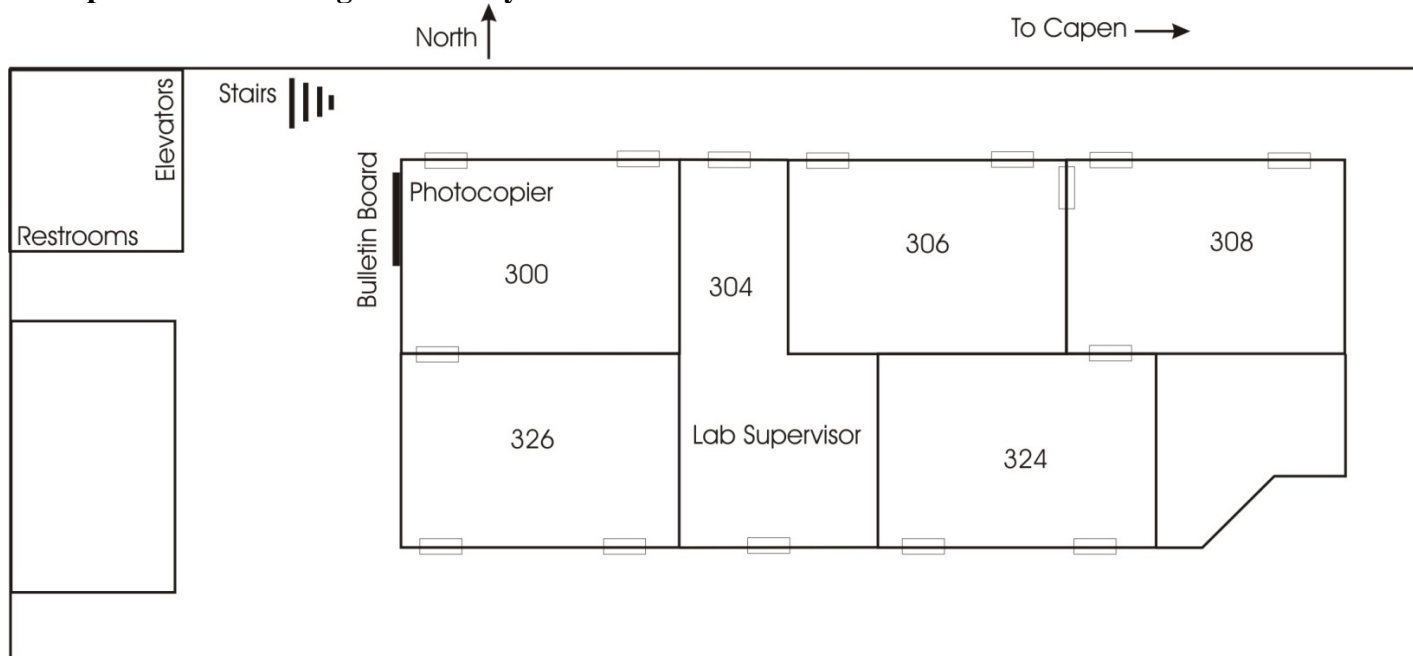 North
To Capen
Stairs
Elevators
Restrooms
Bulletin Board
Photocopier
300
304
306
308
326
Lab Supervisor
324